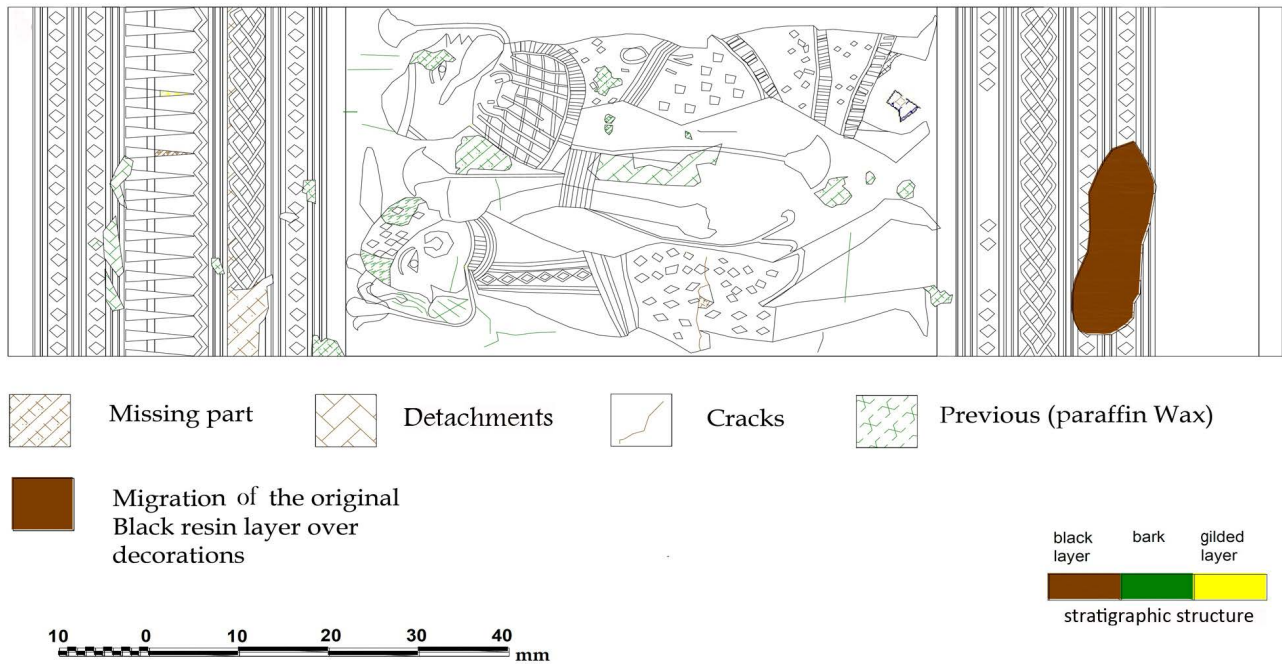 Missing part
Detachments
Cracks
Previous (paraffin Wax)
Migration of the original
Black resin layer over
decorations
black
layer
bark
gilded
layer
stratigraphic structure
10 0 10 20 30 40
mm